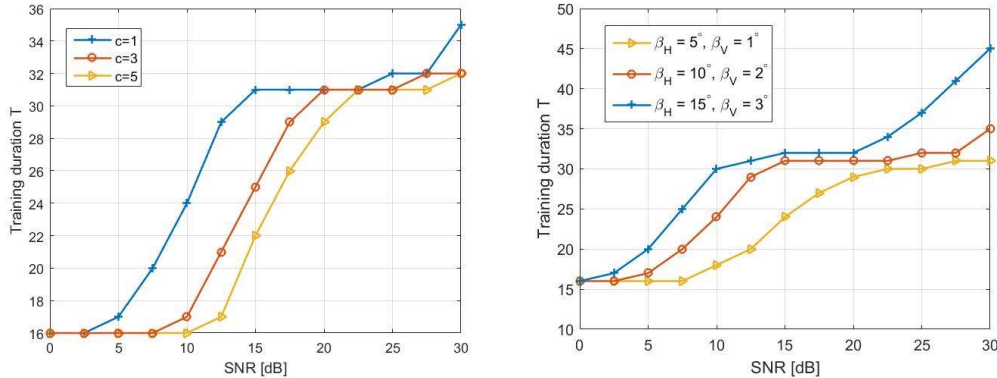 36
34
32
30
28
26
24
22
20
18
16
Training duration T
c=1
c=3
c=5
0 5 10 15 20 25 30
SNR [dB]
50
45
40
35
30
25
20
15
10
Training duration T
β_H = 5°, β_V = 1°
β_H = 10°, β_V = 2°
β_H = 15°, β_V = 3°
0 5 10 15 20 25 30
SNR [dB]